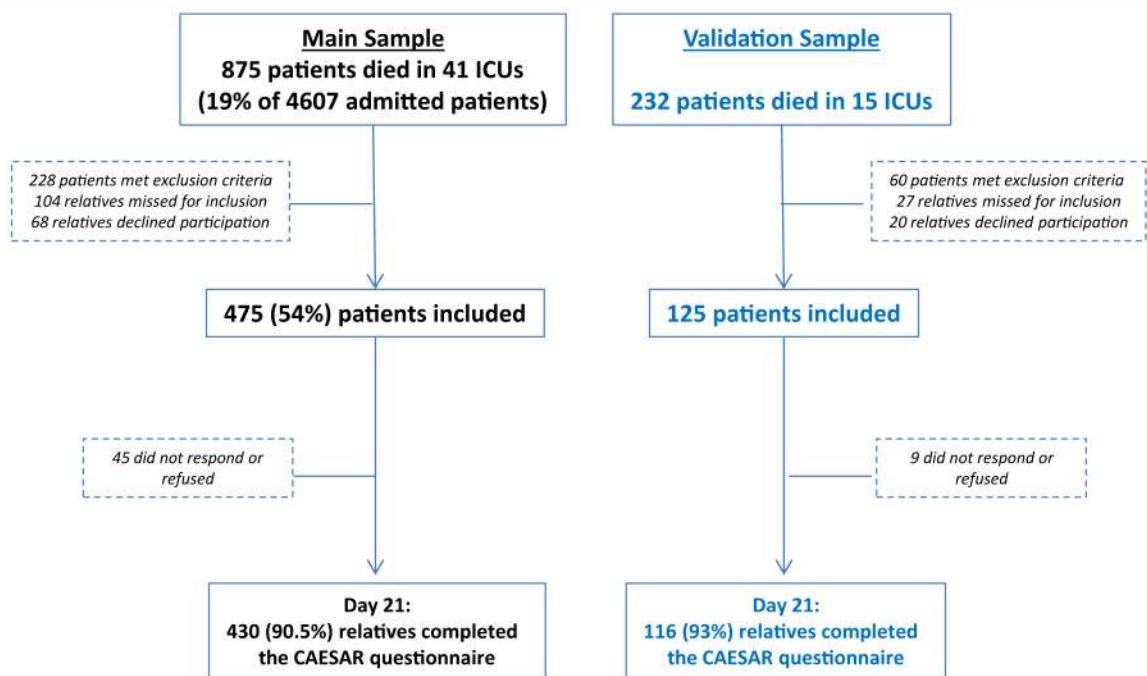 Main Sample
875 patients died in 41 ICUs
(19% of 4607 admitted patients)
Validation Sample
232 patients died in 15 ICUs
228 patients met exclusion criteria
104 relatives missed for inclusion
68 relatives declined participation
60 patients met exclusion criteria
27 relatives missed for inclusion
20 relatives declined participation
475 (54%) patients included
125 patients included
45 did not respond or
refused
9 did not respond or
refused
Day 21:
430 (90.5%) relatives completed
the CAESAR questionnaire
Day 21:
116 (93%) relatives completed
the CAESAR questionnaire